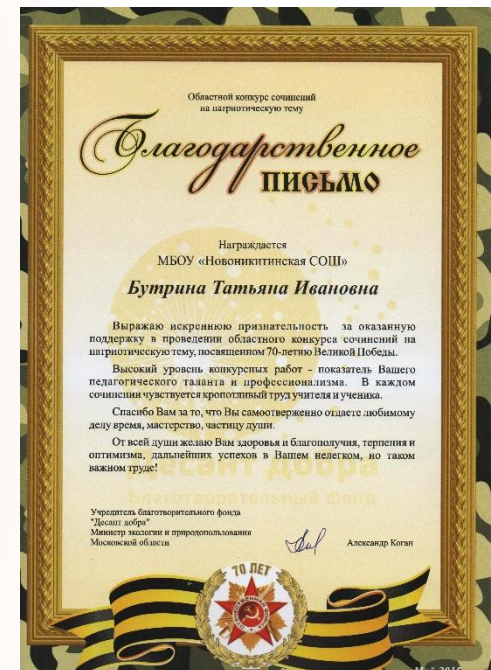 Областной конкурс сочинений
на патриотическую тему
Благодарственное
ПИСЬМО
Награждается
МБОУ «Новоникитинская СОШ»
Бутрина Татьяна Ивановна
Выражаю искреннюю признательность за оказанную
поддержку в проведении областного конкурса сочинений на
патриотическую тему, посвященном 70-летию Великой Победы.
Высокий уровень конкурсных работ - показатель Вашего
педагогического таланта и профессионализма. В каждом
сочинении чувствуется кропотливый труд учителя и ученика.
Спасибо Вам за то, что Вы самоотверженно отдаете любимому
делу время, мастерство, частицу души.
От всей души желаю Вам здоровья и благополучия, терпения и
оптимизма, дальнейших успехов в Вашем нелегком, но таком
важном труде!
Десант добра
Благотворительный фонд
Учредитель благотворительного фонда
"Десант добра"
Министр экологии и природопользования
Московской области
Александр Коган
70 ЛЕТ